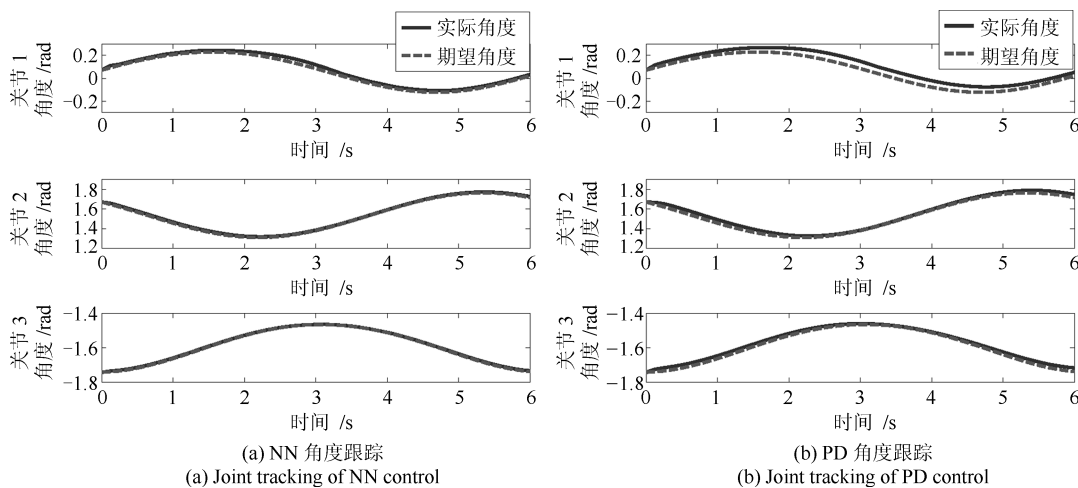 实际角度
期望角度
关节 1
角度 /rad
0.2
0
−0.2
0 1 2 3 4 5 6
时间 /s
关节 2
角度 /rad
1.8
1.6
1.4
1.2
0 1 2 3 4 5 6
时间 /s
关节 3
角度 /rad
−1.4
−1.6
−1.8
0 1 2 3 4 5 6
时间 /s
(a) NN 角度跟踪
(a) Joint tracking of NN control
实际角度
期望角度
关节 1
角度 /rad
0.2
0
−0.2
0 1 2 3 4 5 6
时间 /s
关节 2
角度 /rad
1.8
1.6
1.4
1.2
0 1 2 3 4 5 6
时间 /s
关节 3
角度 /rad
−1.4
−1.6
−1.8
0 1 2 3 4 5 6
时间 /s
(b) PD 角度跟踪
(b) Joint tracking of PD control